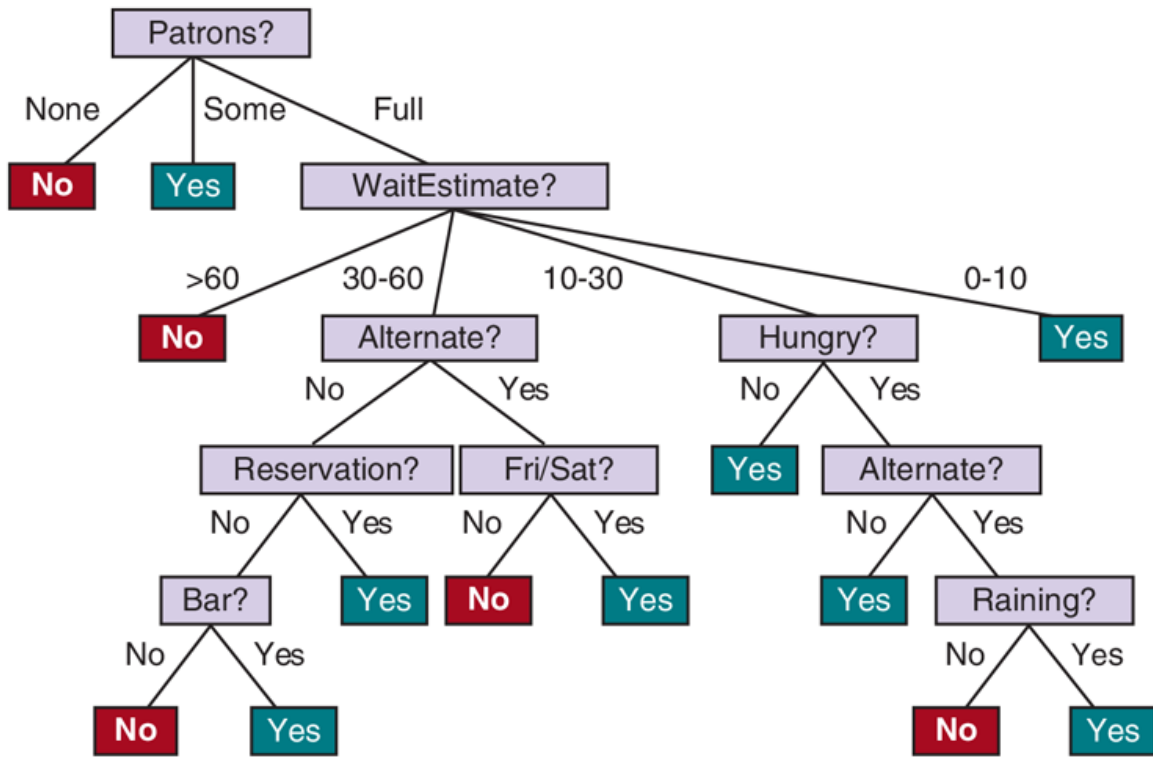 Patrons?
None Some Full
No Yes WaitEstimate?
>60 30-60 10-30 0-10
No Alternate? Hungry? Yes
No Yes No Yes
Reservation? Fri/Sat? Yes Alternate?
No Yes No Yes No Yes
Bar? Yes No Yes Yes Raining?
No Yes No Yes
No Yes No Yes